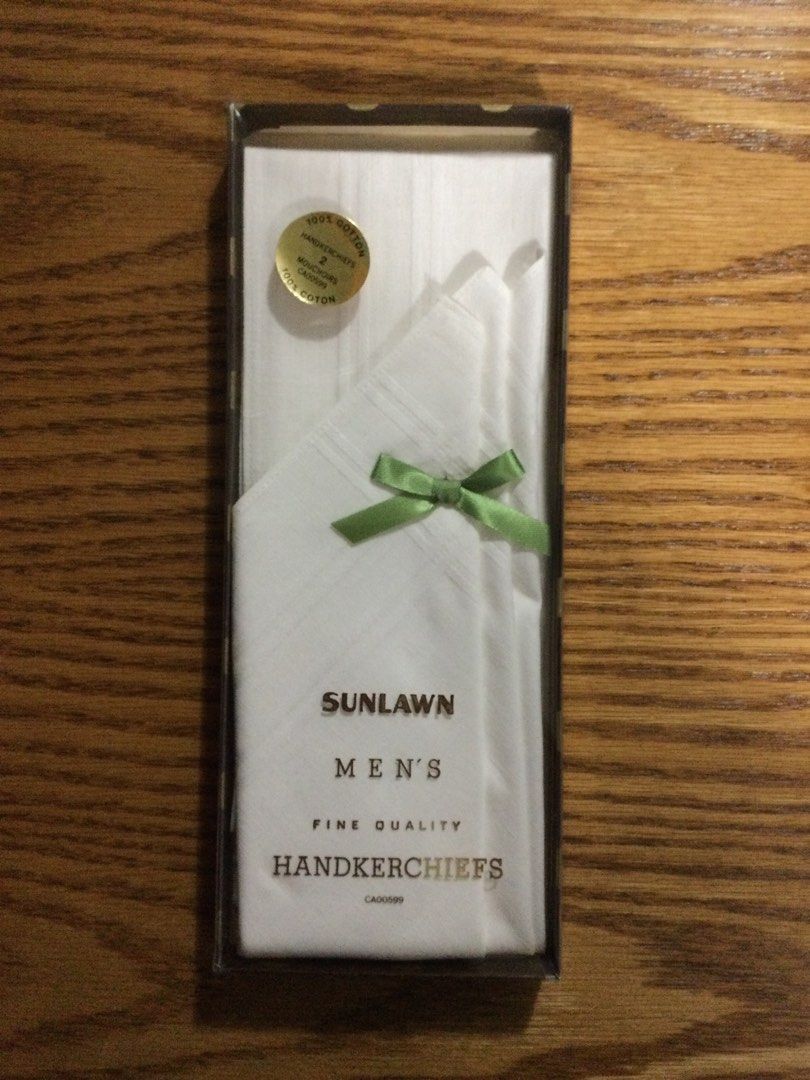 100% COTTON
HANDKERCHIEFS
2
MOUCHOIRS
CA00599
100% COTON
SUNLAWN
MEN'S
FINE QUALITY
HANDKERCHIEFS
CA00599